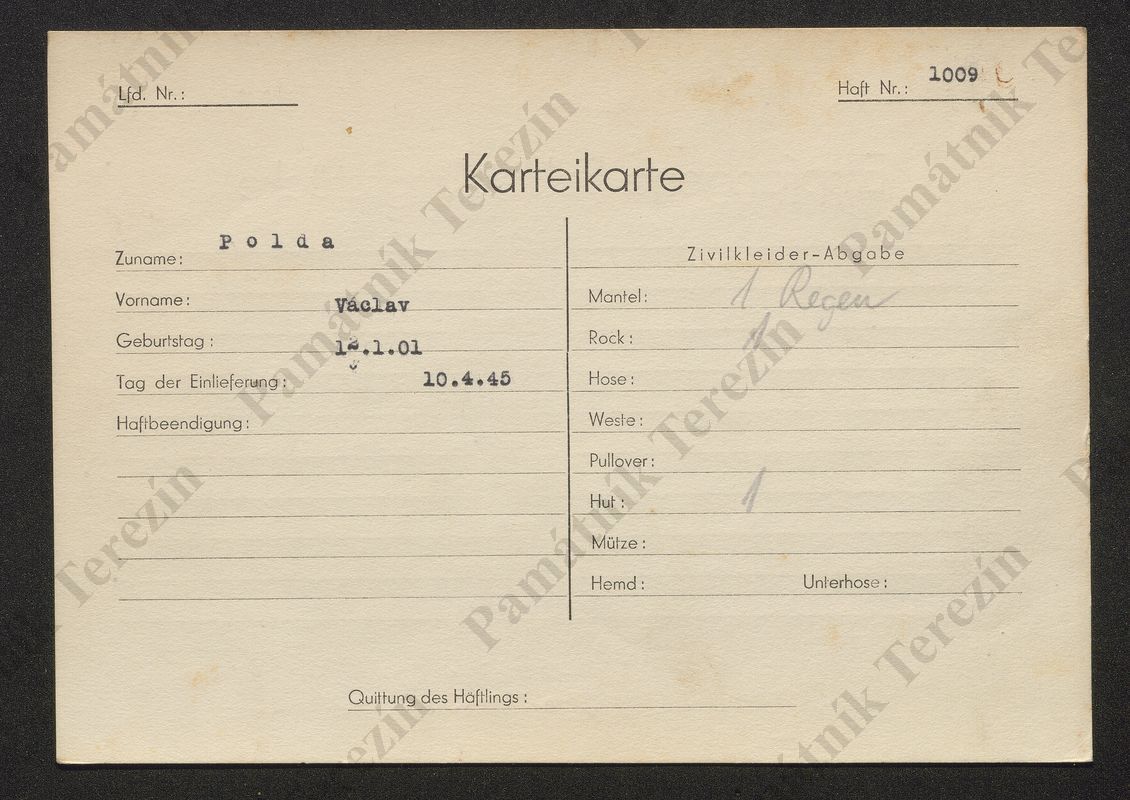 Lfd. Nr.:
Haft Nr.: 1009
Karteikarte
Zuname: Polda
Vorname: Václav
Geburtstag: .1.01
Tag der Einlieferung: 10.4.45
Haftbeendigung:
Zivilkleider-Abgabe
Mantel: 1 Regen
Rock: 1
Hose:
Weste:
Pullover:
Hut: 1
Mütze:
Hemd: Unterhose:
Quittung des Häftlings:
Památník Terezín